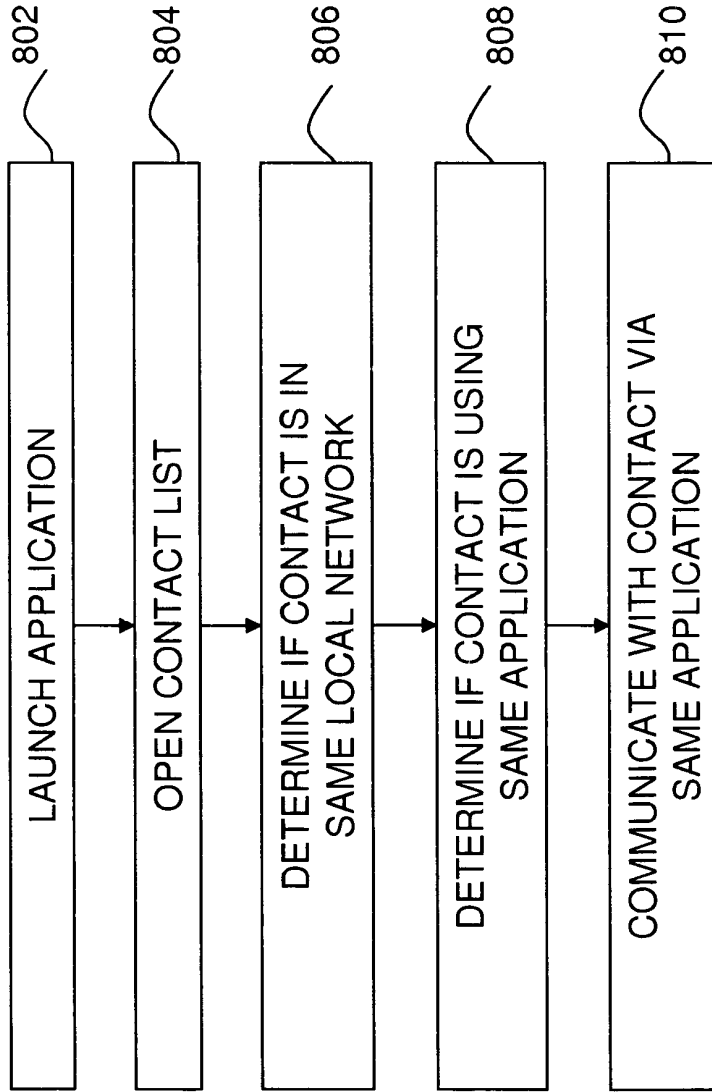 LAUNCH APPLICATION
802
OPEN CONTACT LIST
804
DETERMINE IF CONTACT IS IN
SAME LOCAL NETWORK
806
DETERMINE IF CONTACT IS USING
SAME APPLICATION
808
COMMUNICATE WITH CONTACT VIA
SAME APPLICATION
810